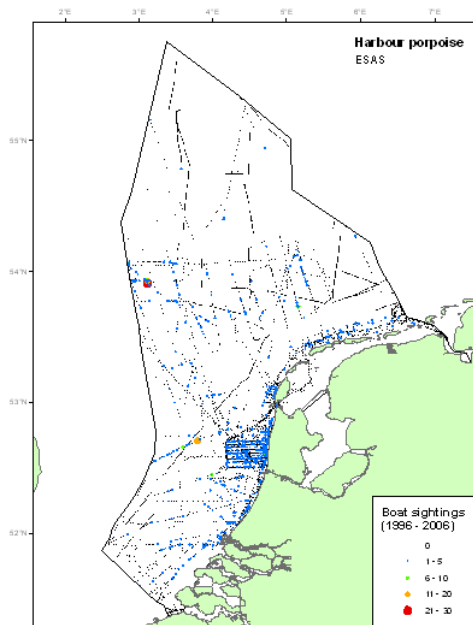 2°E 3°E 4°E 5°E 6°E 7°E
Harbour porpoise
ESAS
55°N
54°N
53°N
52°N
Boat sightings
(1996 - 2006)
0
1 - 5
6 - 10
11 - 20
21 - 30